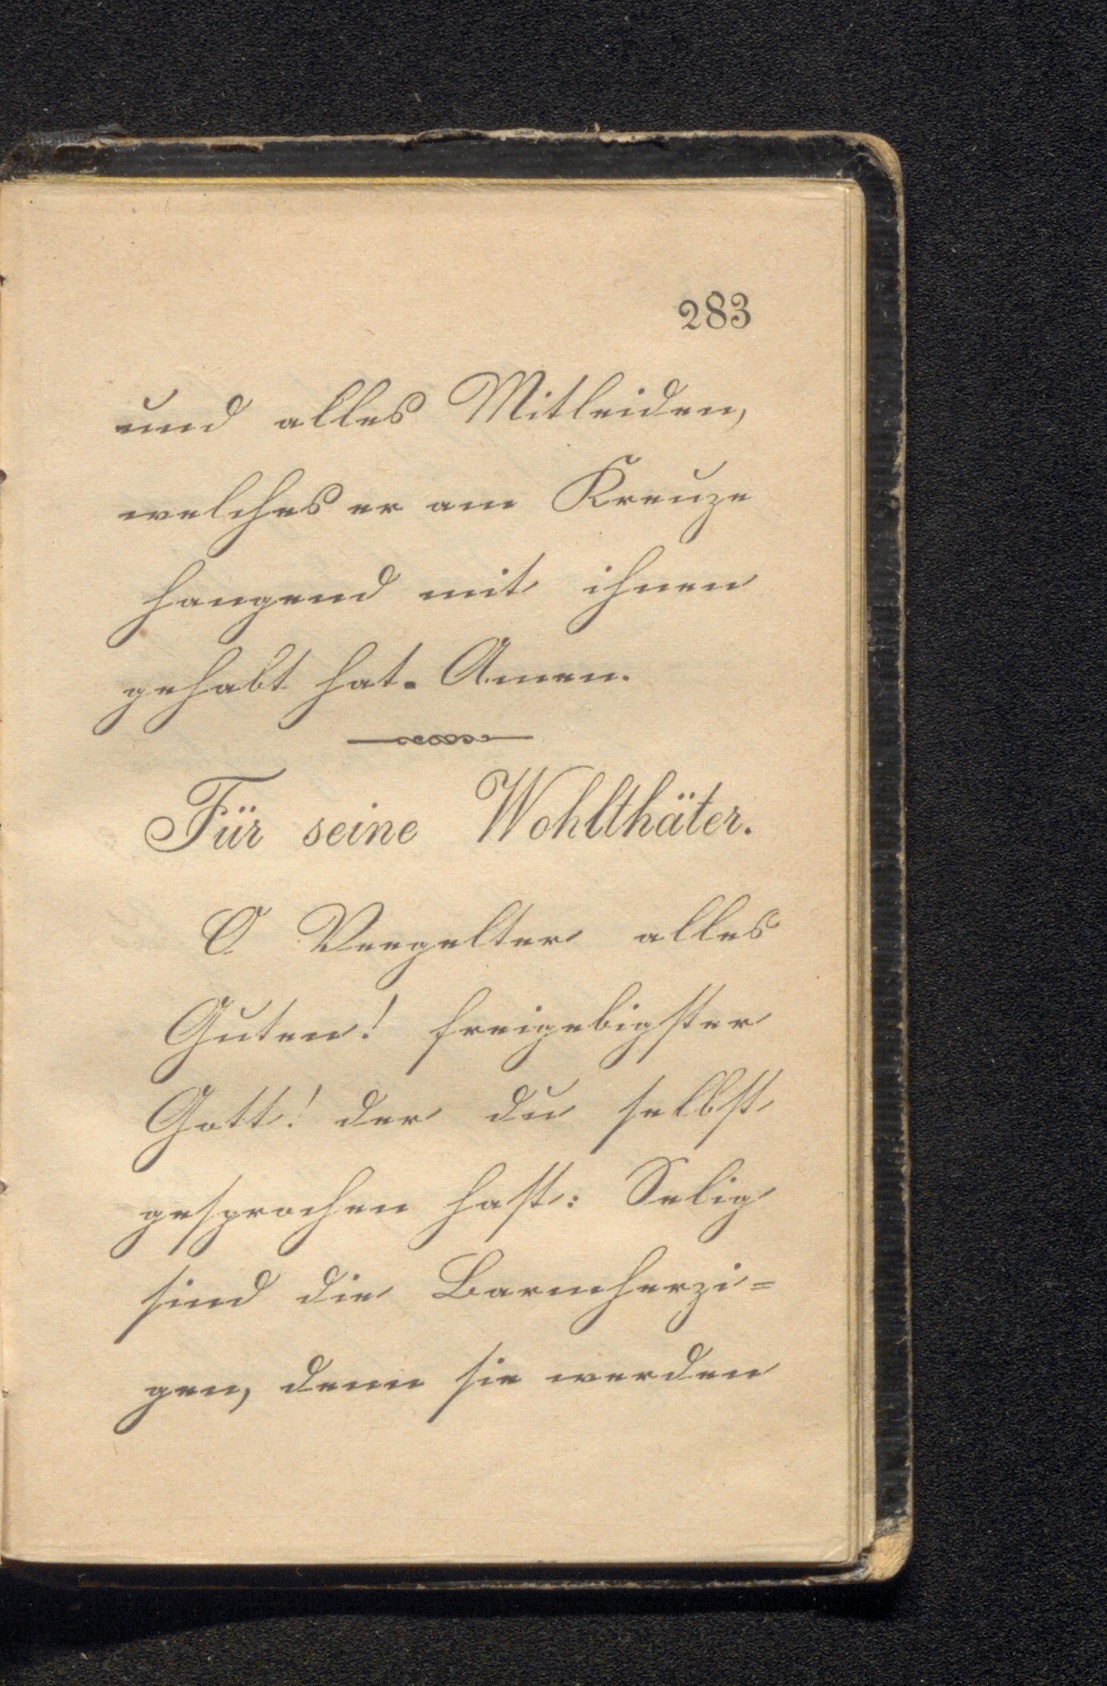 283
und alles Mitleiden,
welches er am Kreuze
hangend mit ihnen
gehabt hat. Amen.
Für seine Wohlthäter.
O Vergelter alles
Guten! freigebigster
Gott! der du selbst
gesprochen hast: Selig
sind die Barmherzi=
gen, denn sie werden